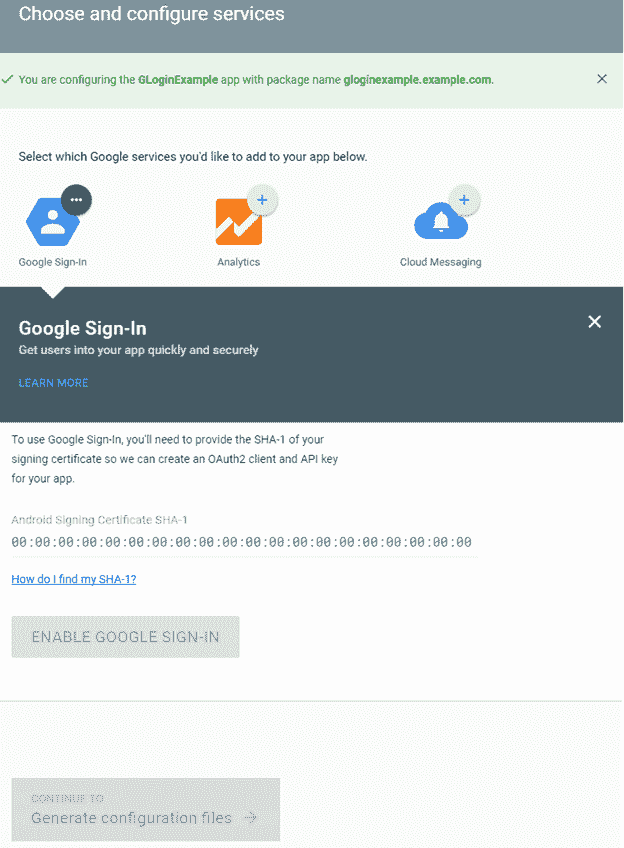 Choose and configure services
You are configuring the GLoginExample app with package name gloginexample.example.com.
Select which Google services you'd like to add to your app below.
Google Sign-In
Analytics
Cloud Messaging
Google Sign-In
Get users into your app quickly and securely
LEARN MORE
To use Google Sign-In, you'll need to provide the SHA-1 of your
signing certificate so we can create an OAuth2 client and API key
for your app.
Android Signing Certificate SHA-1
00:00:00:00:00:00:00:00:00:00:00:00:00:00:00:00:00:00:00:00
How do I find my SHA-1?
ENABLE GOOGLE SIGN-IN
CONTINUE TO
Generate configuration files